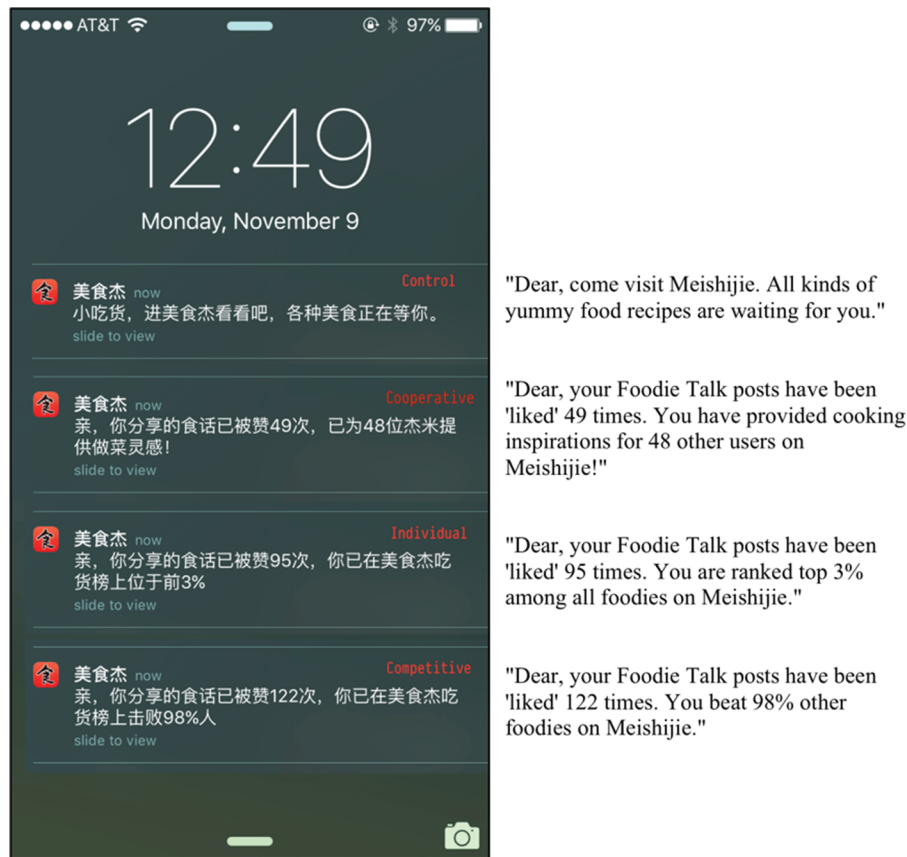 AT&T 97%
12:49
Monday, November 9
Control
美食杰 now
小吃货，进美食杰看看吧，各种美食正在等你。
slide to view
"Dear, come visit Meishijie. All kinds of
yummy food recipes are waiting for you."
Cooperative
美食杰 now
亲，你分享的食话已被赞49次，已为48位杰米提
供做菜灵感！
slide to view
"Dear, your Foodie Talk posts have been
'liked' 49 times. You have provided cooking
inspirations for 48 other users on
Meishijie!"
Individual
美食杰 now
亲，你分享的食话已被赞95次，你已在美食杰吃
货榜上位于前3%
slide to view
"Dear, your Foodie Talk posts have been
'liked' 95 times. You are ranked top 3%
among all foodies on Meishijie."
Competitive
美食杰 now
亲，你分享的食话已被赞122次，你已在美食杰吃
货榜上击败98%人
slide to view
"Dear, your Foodie Talk posts have been
'liked' 122 times. You beat 98% other
foodies on Meishijie."
食
食
食
食